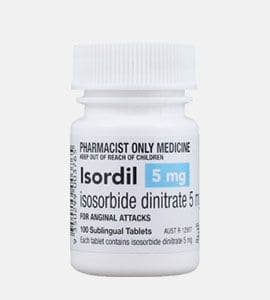 PHARMACIST ONLY MEDICINE
KEEP OUT OF REACH OF CHILDREN
Isordil 5 mg
isosorbide dinitrate 5 m
FOR ANGINAL ATTACKS
100 Sublingual Tablets AUST R
Each tablet contains isosorbide dinitrate 5 mg